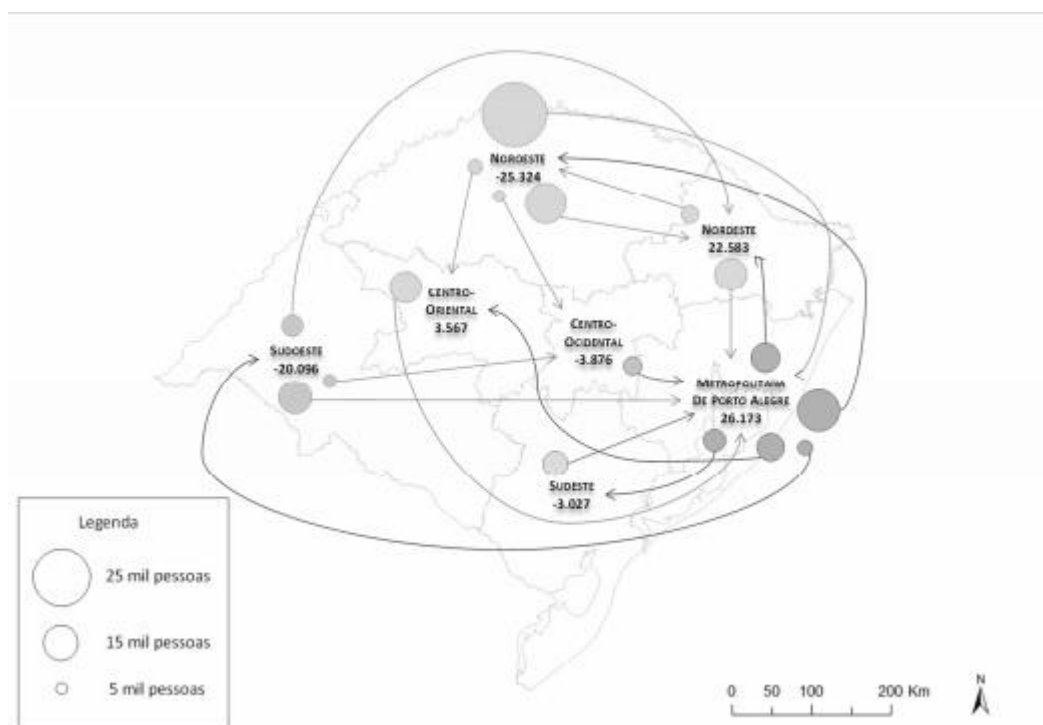 NOROESTE
-25.324
NORDESTE
22.583
CENTRO-
ORIENTAL
3.567
CENTRO-
OCIDENTAL
-3.876
SUDOESTE
-20.096
METROPOLITANA
DE PORTO ALEGRE
26.173
SUDESTE
-3.027
Legenda
25 mil pessoas
15 mil pessoas
5 mil pessoas
0 50 100 200 Km
N